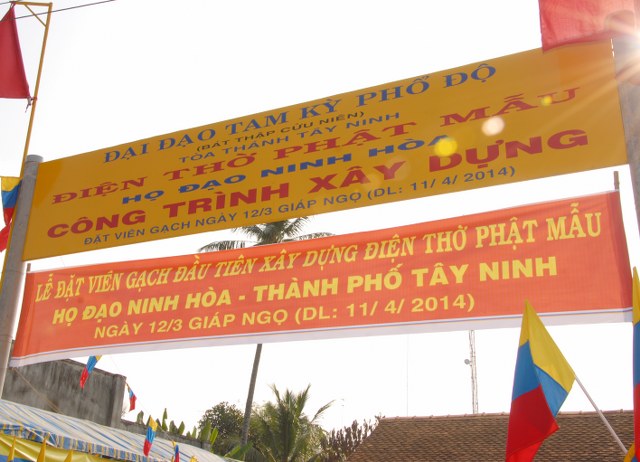 ĐẠI ĐẠO TAM KỲ PHỔ ĐỘ
(BÁT THẬP CỬU NIÊN)
TÒA THÁNH TÂY NINH
ĐIỆN THỜ PHẬT MẪU
HỌ ĐẠO NINH HÒA
CÔNG TRÌNH XÂY DỰNG
ĐẶT VIÊN GẠCH NGÀY 12/3 GIÁP NGỌ (DL: 11/ 4/ 2014)
LỄ ĐẶT VIÊN GẠCH ĐẦU TIÊN XÂY DỰNG ĐIỆN THỜ PHẬT MẪU
HỌ ĐẠO NINH HÒA - THÀNH PHỐ TÂY NINH
NGÀY 12/3 GIÁP NGỌ (DL: 11/ 4/ 2014)